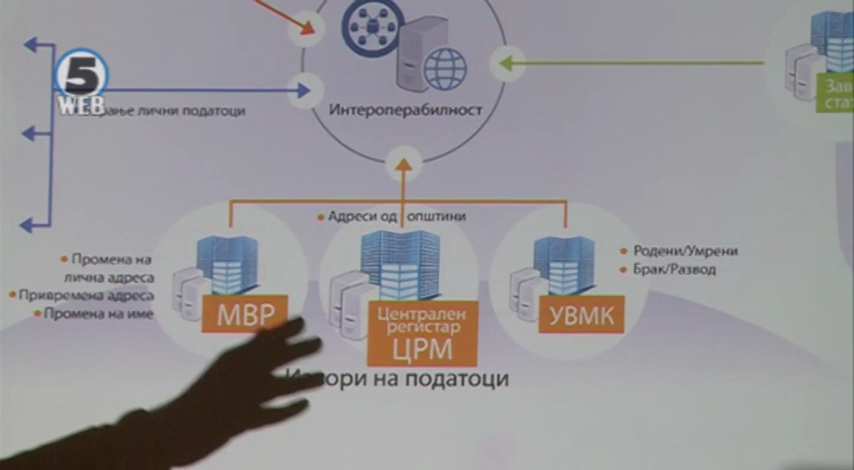 5
WEB
лични податоци
Интероперабилност
Адреси од општини
Промена на
лична адреса
Привремена адреса
Промена на име
МВР
Централен
регистар
ЦРМ
УВМК
Родени/Умрени
Брак/Развод
на податоци